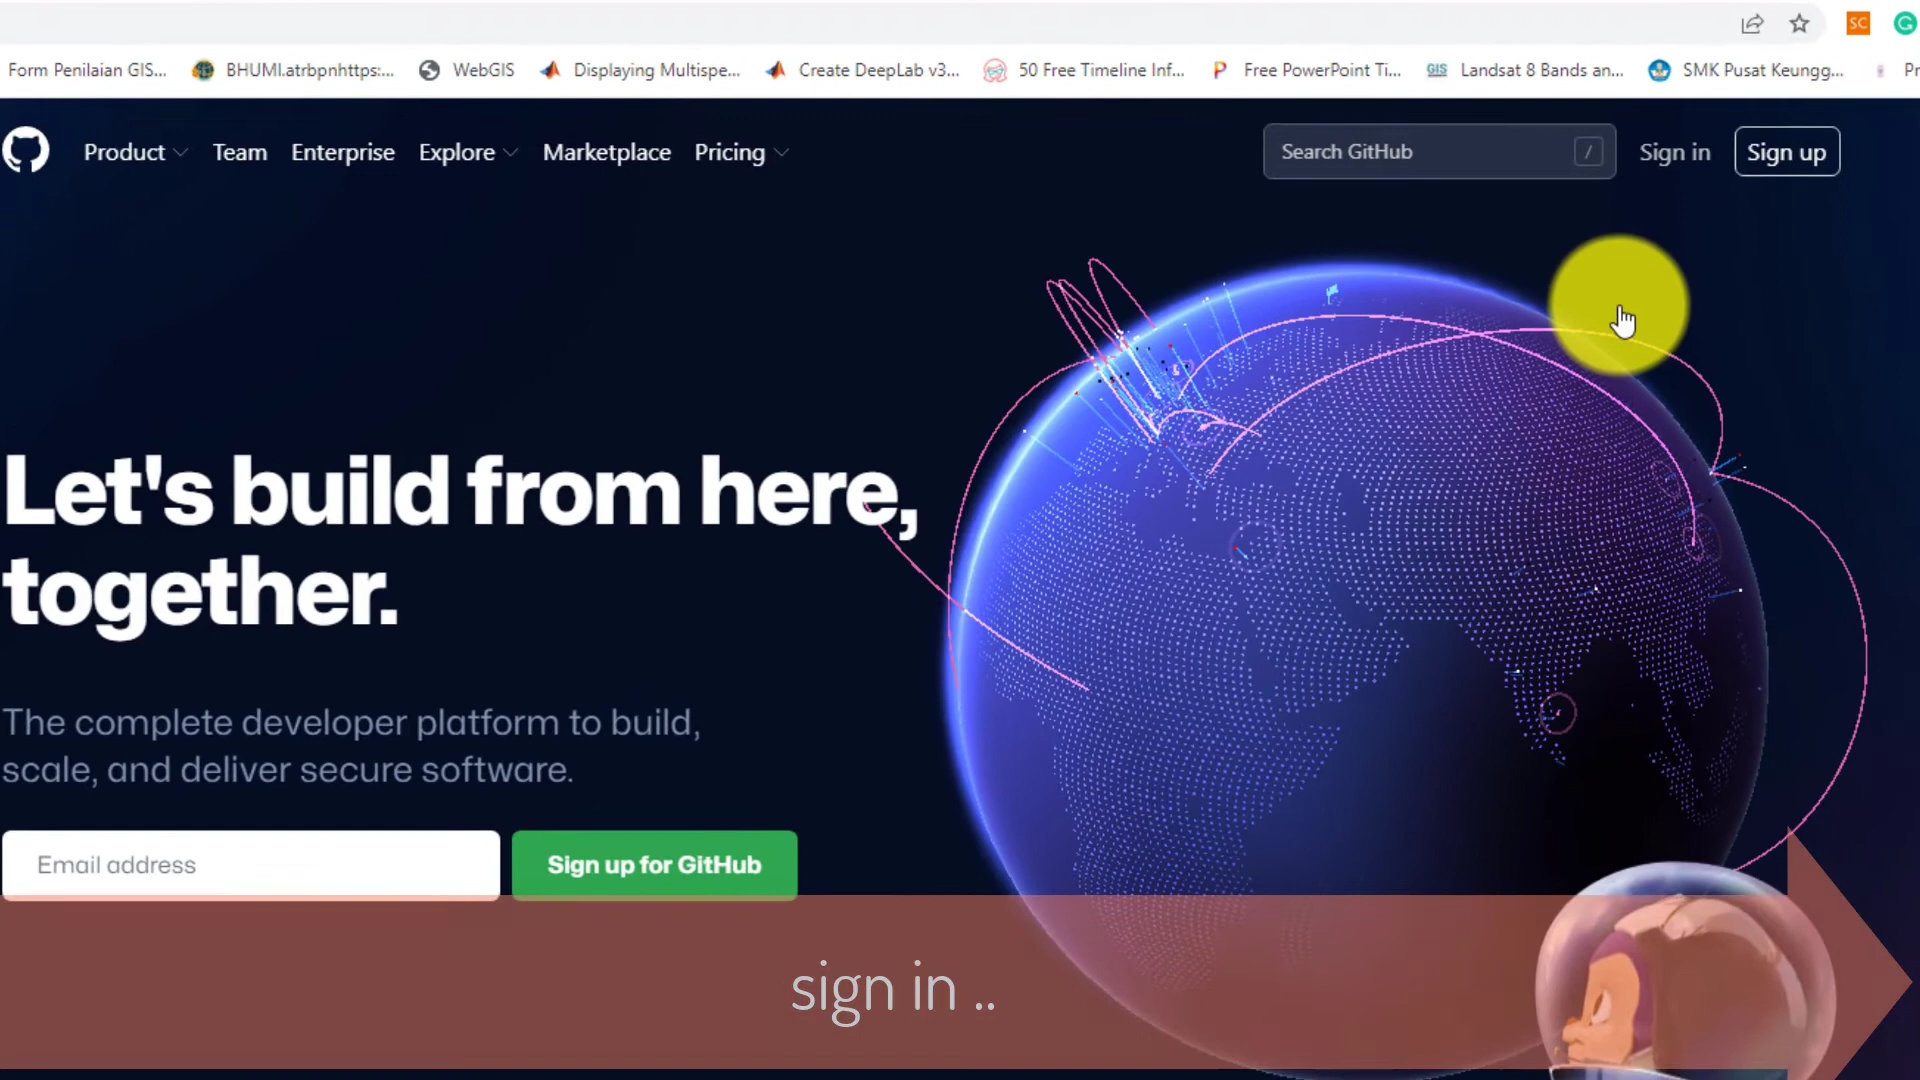 SC
Form Penilaian GIS... BHUMI.atrbpnhttps:... WebGIS Displaying Multispe... Create DeepLab v3... 50 Free Timeline Inf... Free PowerPoint Ti... GIS Landsat 8 Bands an... SMK Pusat Keungg... Pr
Product Team Enterprise Explore Marketplace Pricing Search GitHub / Sign in Sign up
Let's build from here,
together.
The complete developer platform to build,
scale, and deliver secure software.
Email address Sign up for GitHub
sign in ..